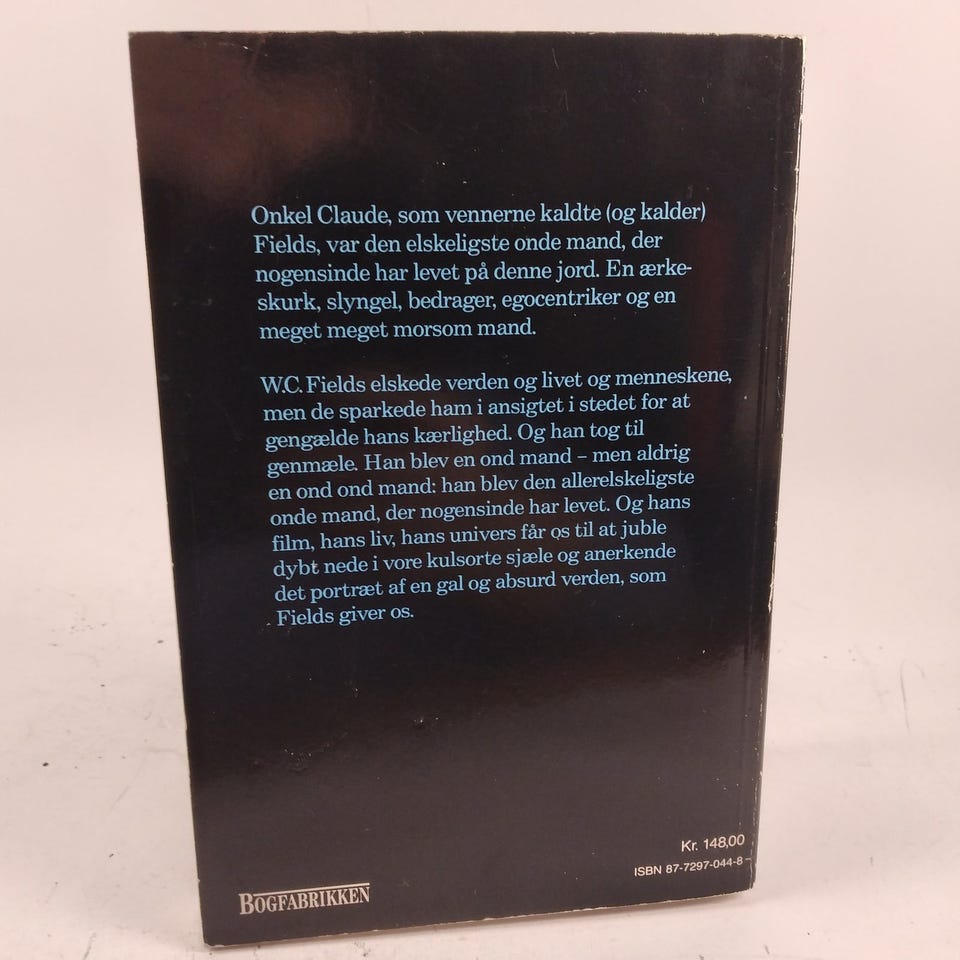 Onkel Claude, som vennerne kaldte (og kalder)
Fields, var den elskeligste onde mand, der
nogensinde har levet på denne jord. En ærke-
skurk, slyngel, bedrager, egocentriker og en
meget meget morsom mand.
W.C. Fields elskede verden og livet og menneskene,
men de sparkede ham i ansigtet i stedet for at
gengælde hans kærlighed. Og han tog til
genmæle. Han blev en ond mand – men aldrig
en ond ond mand: han blev den allerelskeligste
onde mand, der nogensinde har levet. Og hans
film, hans liv, hans univers får os til at juble
dybt nede i vore kulsorte sjæle og anerkende
det portræt af en gal og absurd verden, som
Fields giver os.
Kr. 148,00
ISBN 87-7297-044-8
BOGFABRIKKEN